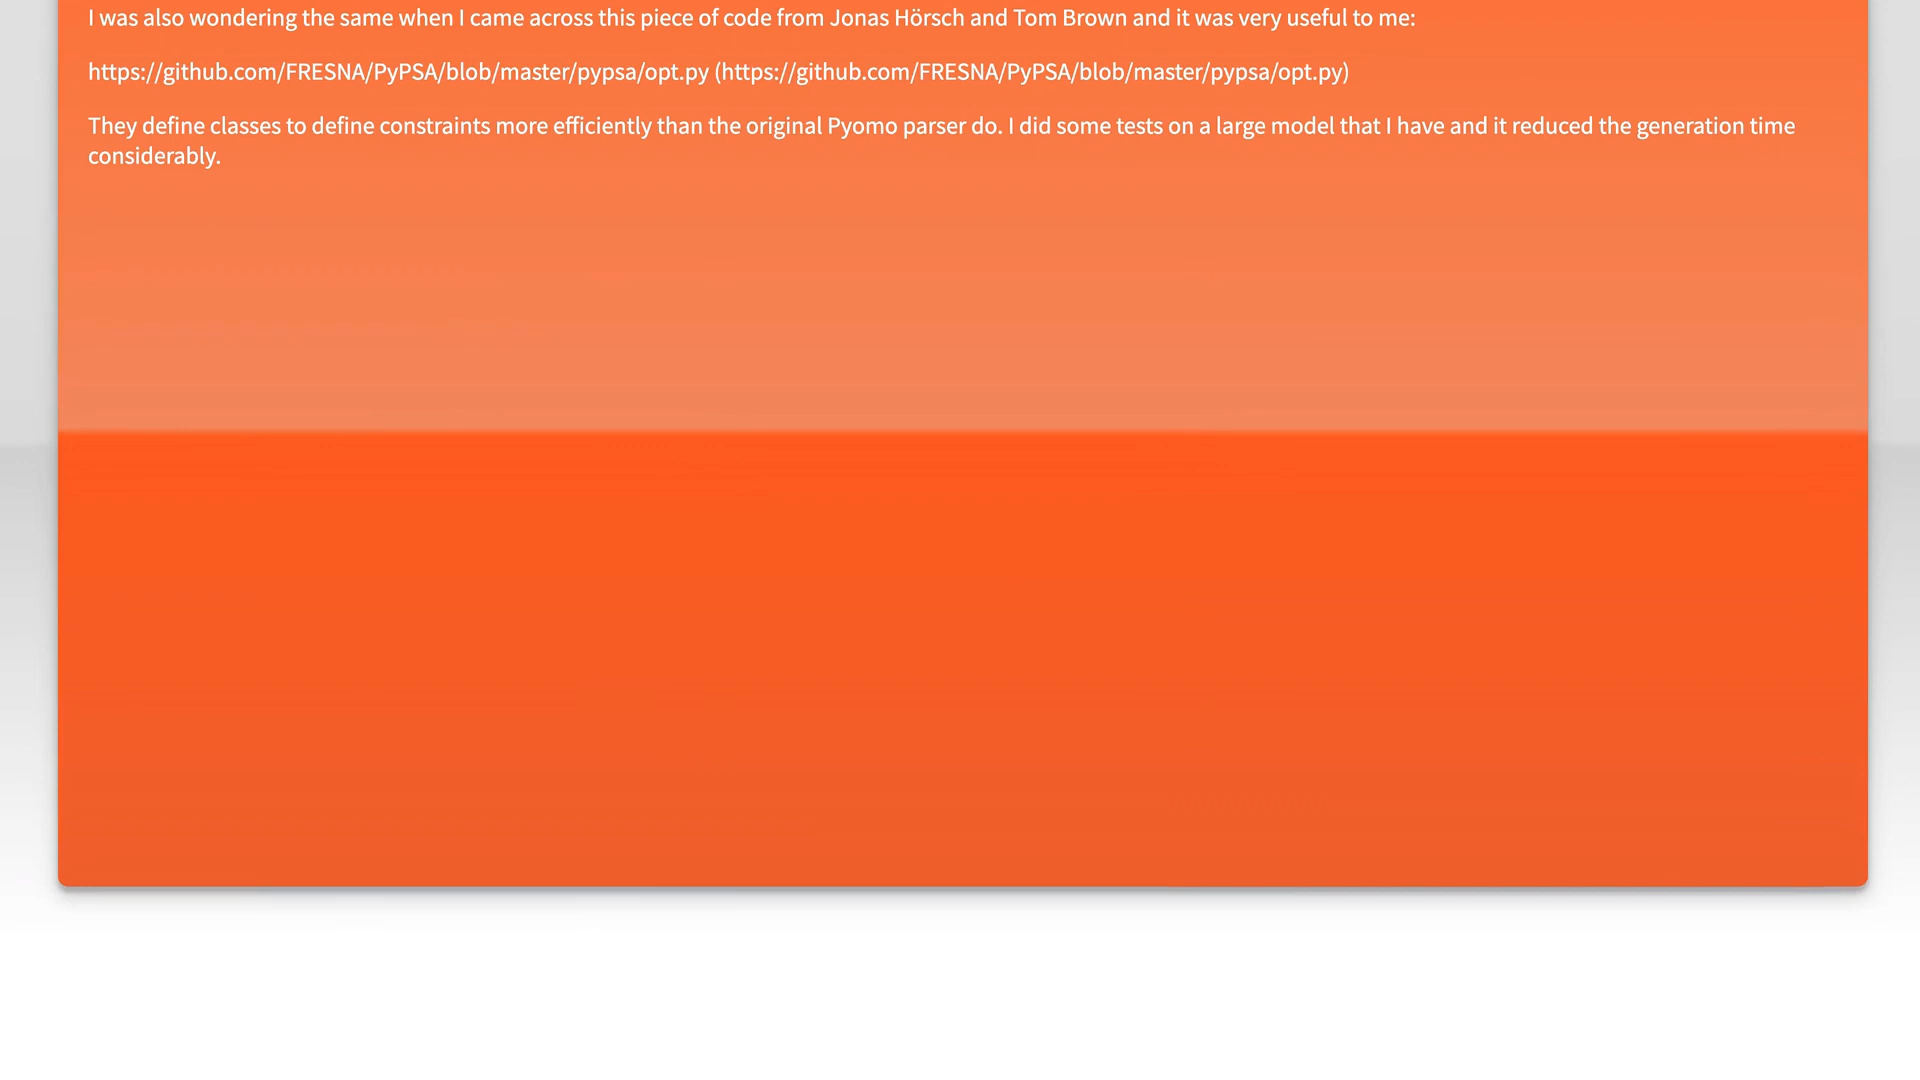 I was also wondering the same when I came across this piece of code from Jonas Hörsch and Tom Brown and it was very useful to me:
https://github.com/FRESNA/PyPSA/blob/master/pypsa/opt.py (https://github.com/FRESNA/PyPSA/blob/master/pypsa/opt.py)
They define classes to define constraints more efficiently than the original Pyomo parser do. I did some tests on a large model that I have and it reduced the generation time
considerably.